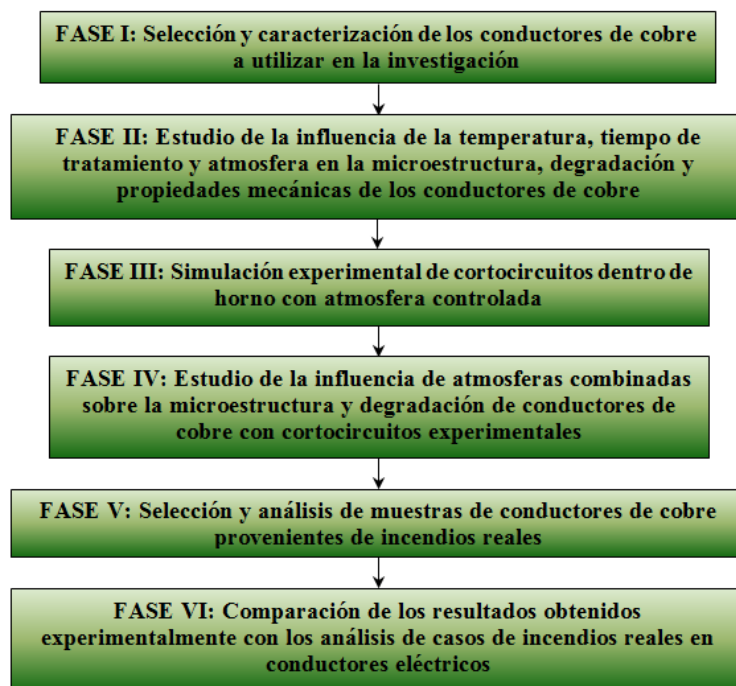 FASE I: Selección y caracterización de los conductores de cobre
a utilizar en la investigación
FASE II: Estudio de la influencia de la temperatura, tiempo de
tratamiento y atmosfera en la microestructura, degradación y
propiedades mecánicas de los conductores de cobre
FASE III: Simulación experimental de cortocircuitos dentro de
horno con atmosfera controlada
FASE IV: Estudio de la influencia de atmosferas combinadas
sobre la microestructura y degradación de conductores de
cobre con cortocircuitos experimentales
FASE V: Selección y análisis de muestras de conductores de cobre
provenientes de incendios reales
FASE VI: Comparación de los resultados obtenidos
experimentalmente con los análisis de casos de incendios reales en
conductores eléctricos